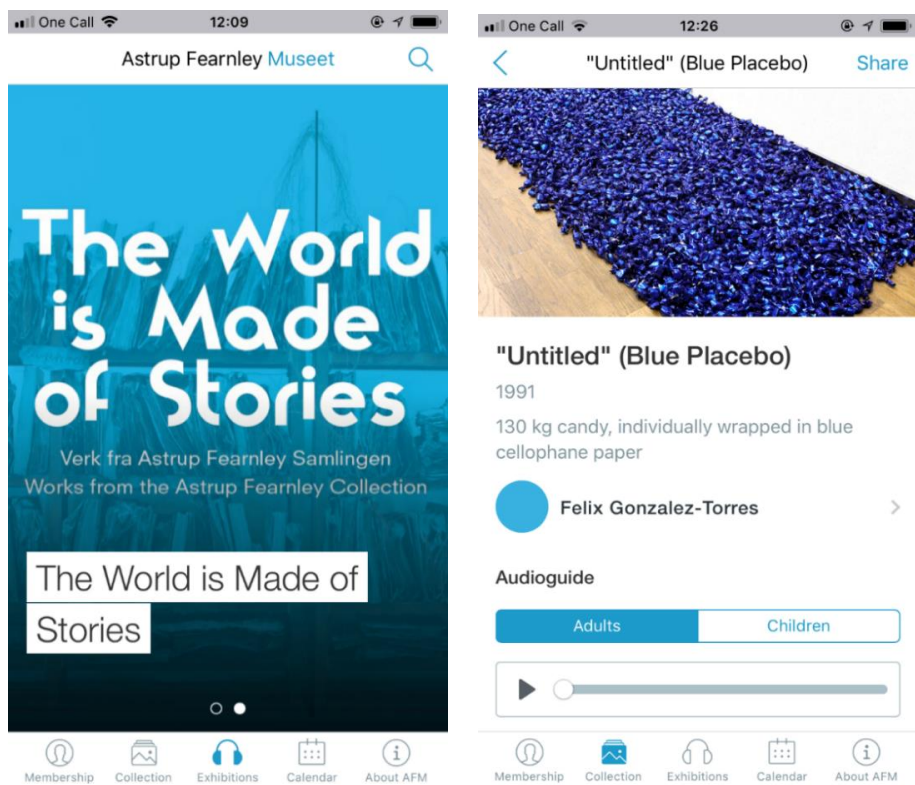 One Call 12:09
Astrup Fearnley Museet
The World
is Made
of Stories
Verk fra Astrup Fearnley Samlingen
Works from the Astrup Fearnley Collection
The World is Made of
Stories
Membership Collection Exhibitions Calendar About AFM
One Call 12:26
"Untitled" (Blue Placebo) Share
"Untitled" (Blue Placebo)
1991
130 kg candy, individually wrapped in blue
cellophane paper
Felix Gonzalez-Torres
Audioguide
Adults Children
Membership Collection Exhibitions Calendar About AFM